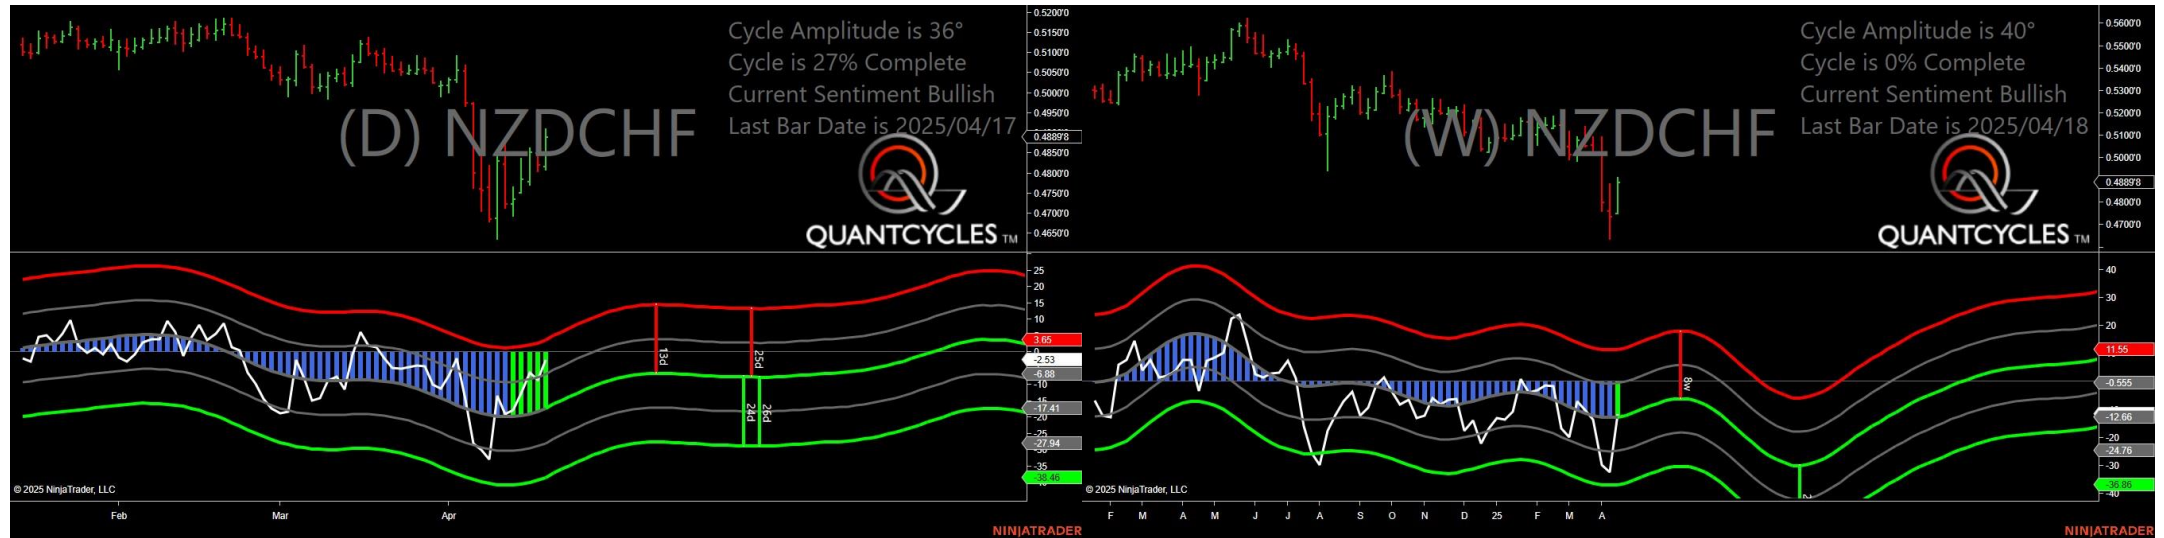 Cycle Amplitude is 36°
Cycle is 27% Complete
Current Sentiment Bullish
Last Bar Date is 2025/04/17
(D) NZDCHF
QUANTCYCLES TM
0.5200'0
0.5150'0
0.5100'0
0.5050'0
0.5000'0
0.4950'0
0.4889'8
0.4850'0
0.4800'0
0.4750'0
0.4700'0
0.4650'0
25
20
15
10
3.65
-2.53
-6.88
-10
-15
-17.41
-20
-25
-27.94
-30
-35
-38.46
13d
25d
24d
26d
© 2025 NinjaTrader, LLC
Feb
Mar
Apr
NINJATRADER
Cycle Amplitude is 40°
Cycle is 0% Complete
Current Sentiment Bullish
Last Bar Date is 2025/04/18
(W) NZDCHF
QUANTCYCLES TM
0.5600'0
0.5500'0
0.5400'0
0.5300'0
0.5200'0
0.5100'0
0.5000'0
0.4889'8
0.4800'0
0.4700'0
40
30
20
11.55
-0.555
-12.66
-20
-24.76
-30
-36.86
-40
8w
© 2025 NinjaTrader, LLC
F
M
A
M
J
J
A
S
O
N
D
25
F
M
A
NINJATRADER